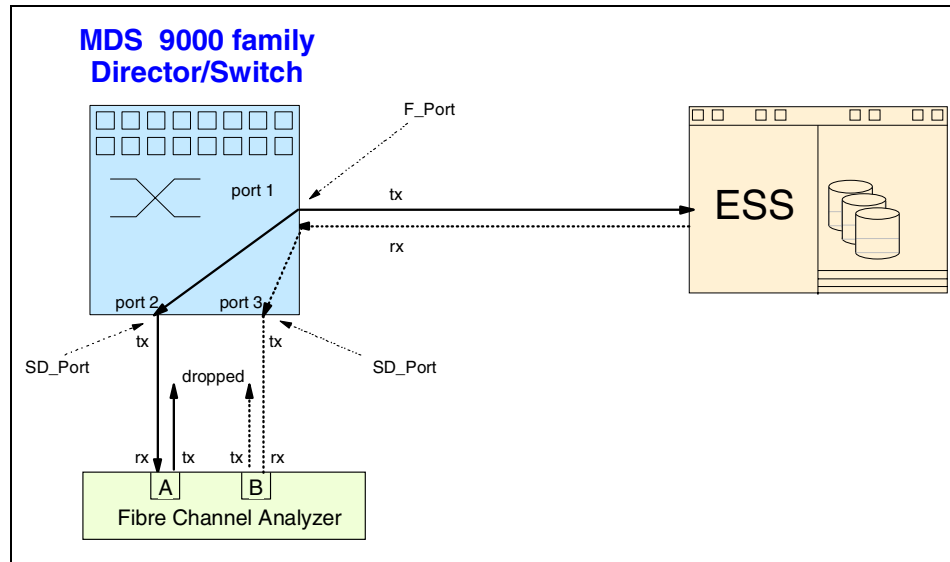 MDS 9000 family
Director/Switch
F_Port
port 1
tx
ESS
rx
port 2
port 3
tx
tx
SD_Port
SD_Port
dropped
rx
tx
tx
rx
A
B
Fibre Channel Analyzer